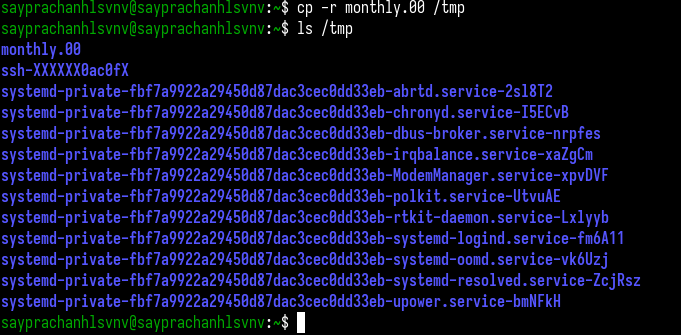 sayprachanhlsvnv@sayprachanhlsvnv:~$ cp -r monthly.00 /tmp
sayprachanhlsvnv@sayprachanhlsvnv:~$ ls /tmp
monthly.00
ssh-XXXXXX0ac0fX
systemd-private-fbf7a9922a29450d87dac3cec0dd33eb-abrtd.service-2sl8T2
systemd-private-fbf7a9922a29450d87dac3cec0dd33eb-chronyd.service-I5ECvB
systemd-private-fbf7a9922a29450d87dac3cec0dd33eb-dbus-broker.service-nrpfes
systemd-private-fbf7a9922a29450d87dac3cec0dd33eb-irqbalance.service-xaZgCm
systemd-private-fbf7a9922a29450d87dac3cec0dd33eb-ModemManager.service-xpvDVF
systemd-private-fbf7a9922a29450d87dac3cec0dd33eb-polkit.service-UtvuAE
systemd-private-fbf7a9922a29450d87dac3cec0dd33eb-rtkit-daemon.service-Lxlyyb
systemd-private-fbf7a9922a29450d87dac3cec0dd33eb-systemd-logind.service-fm6A11
systemd-private-fbf7a9922a29450d87dac3cec0dd33eb-systemd-oomd.service-vk6Uzj
systemd-private-fbf7a9922a29450d87dac3cec0dd33eb-systemd-resolved.service-ZcjRsz
systemd-private-fbf7a9922a29450d87dac3cec0dd33eb-upower.service-bmNFkH
sayprachanhlsvnv@sayprachanhlsvnv:~$